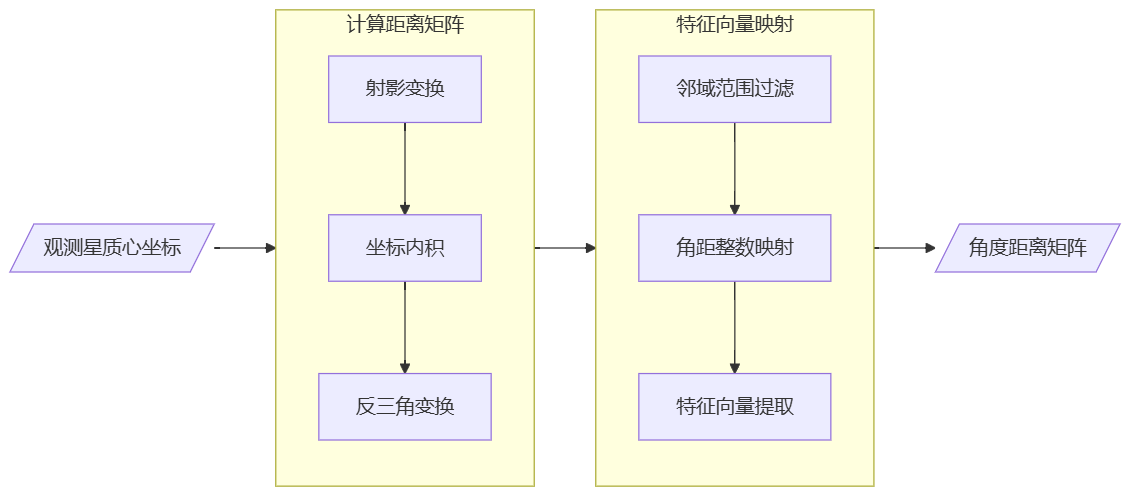 观测星质心坐标
计算距离矩阵
射影变换
坐标内积
反三角变换
特征向量映射
邻域范围过滤
角距整数映射
特征向量提取
角度距离矩阵